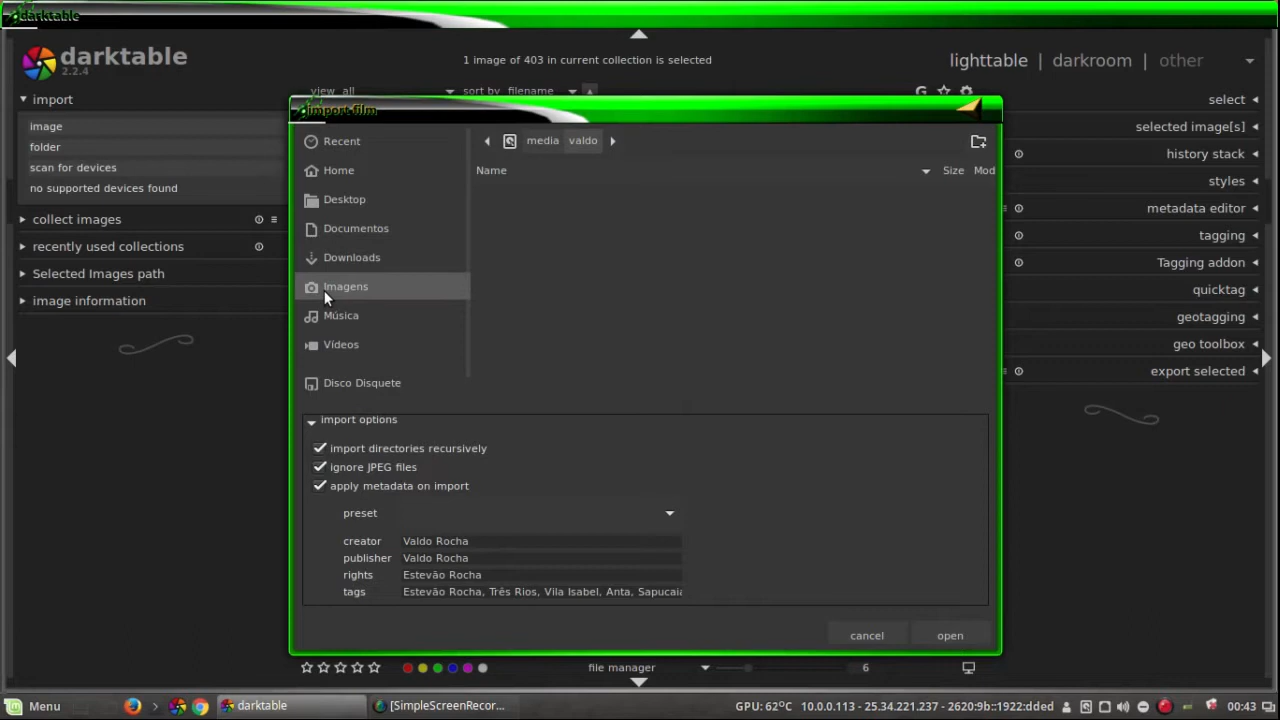 darktable
darktable
2.2.4
1 image of 403 in current collection is selected
lighttable | darkroom | other
view all sort by filename
import
image
folder
scan for devices
no supported devices found
collect images
recently used collections
Selected Images path
image information
import film
Recent
Home
Desktop
Documentos
Downloads
Imagens
Música
Vídeos
Disco Disquete
media valdo
Name Size Mod
import options
import directories recursively
ignore JPEG files
apply metadata on import
preset
creator Valdo Rocha
publisher Valdo Rocha
rights Estevão Rocha
tags Estevão Rocha, Três Rios, Vila Isabel, Anta, Sapucaia
cancel open
select
selected image[s]
history stack
styles
metadata editor
tagging
Tagging addon
quicktag
geotagging
geo toolbox
export selected
file manager 6
Menu darktable [SimpleScreenRecor... GPU: 62°C 10.0.0.113 - 25.34.221.237 - 2620:9b::1922:dded 00:43